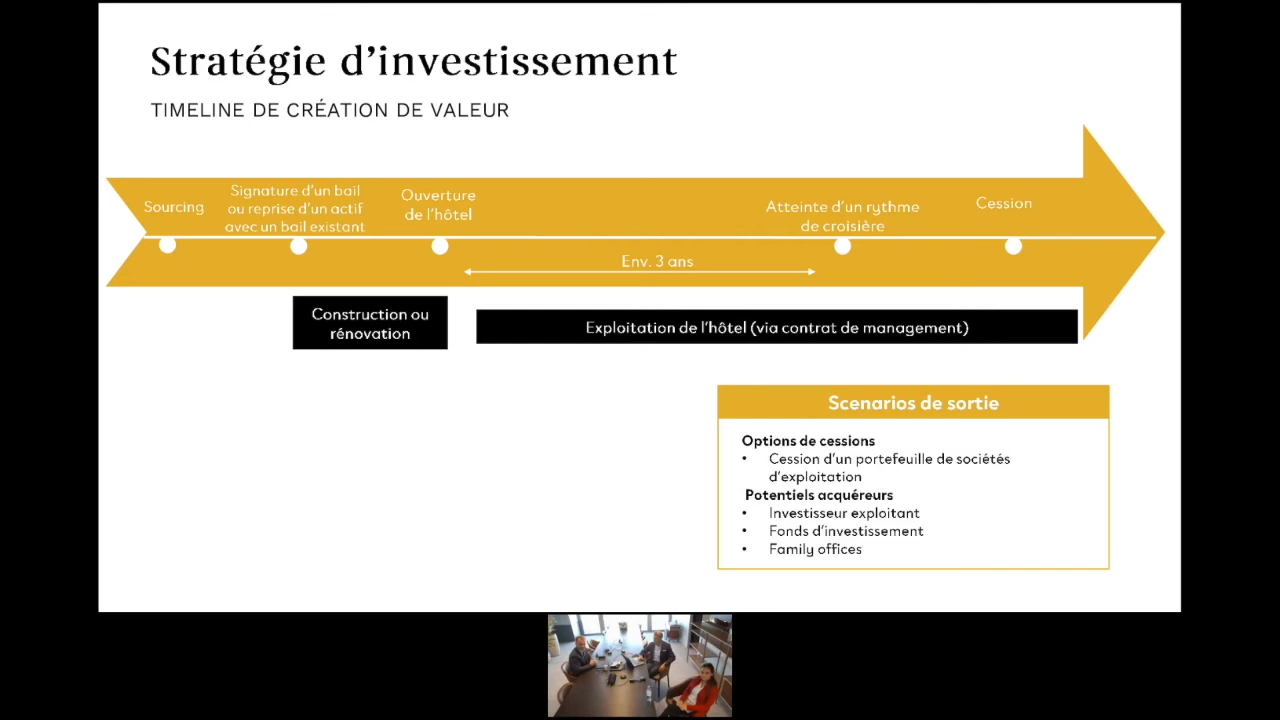 Stratégie d’investissement
TIMELINE DE CRÉATION DE VALEUR
Sourcing
Signature d’un bail
ou reprise d’un actif
avec un bail existant
Ouverture
de l’hôtel
Atteinte d’un rythme
de croisière
Cession
Env. 3 ans
Construction ou
rénovation
Exploitation de l’hôtel (via contrat de management)
Scenarios de sortie
Options de cessions
• Cession d’un portefeuille de sociétés
d’exploitation
Potentiels acquéreurs
• Investisseur exploitant
• Fonds d’investissement
• Family offices